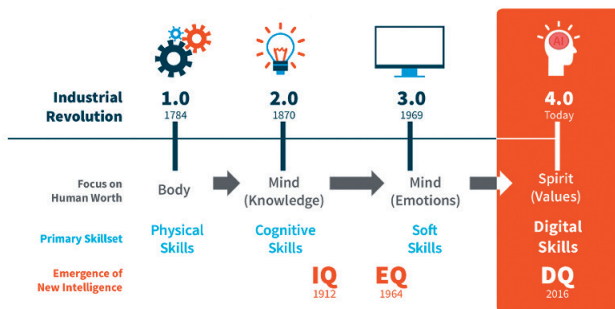 AI
Industrial
Revolution
1.0
1784
2.0
1870
3.0
1969
4.0
Today
Focus on
Human Worth
Body
Mind
(Knowledge)
Mind
(Emotions)
Spirit
(Values)
Primary Skillset
Physical
Skills
Cognitive
Skills
Soft
Skills
Digital
Skills
Emergence of
New Intelligence
IQ
1912
EQ
1964
DQ
2016